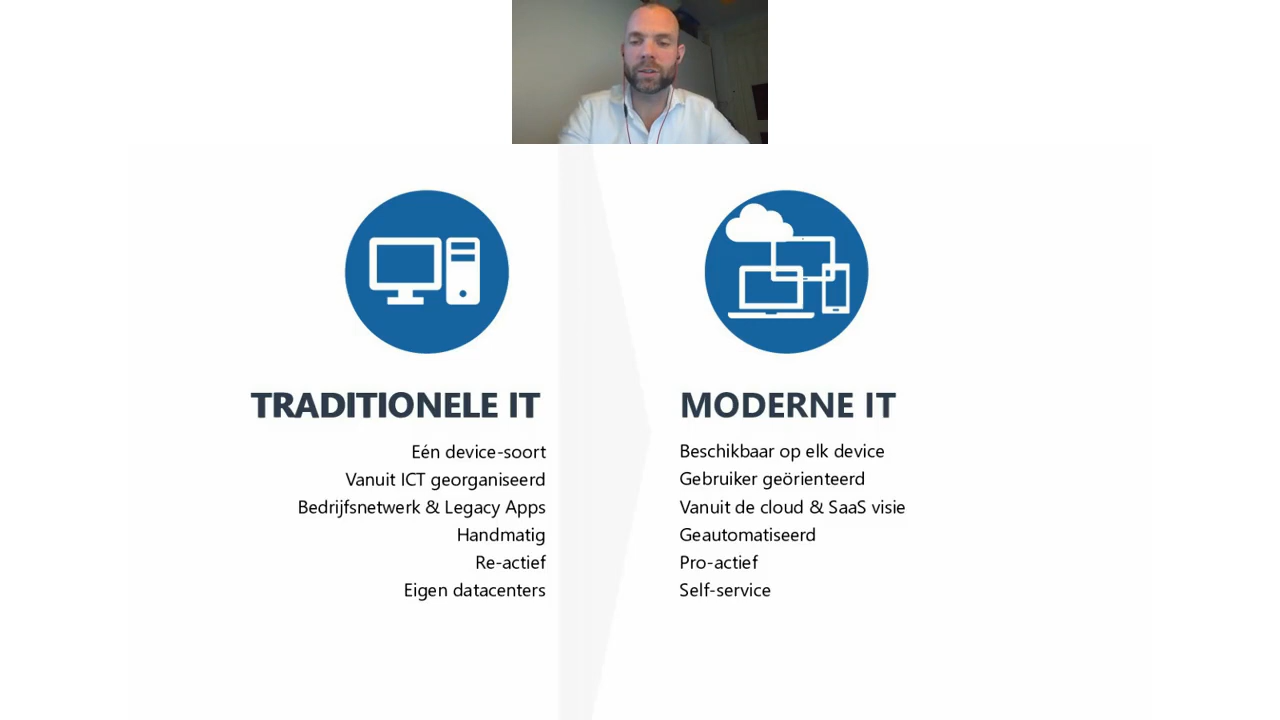 TRADITIONELE IT
Eén device-soort
Vanuit ICT georganiseerd
Bedrijfsnetwerk & Legacy Apps
Handmatig
Re-actief
Eigen datacenters
MODERNE IT
Beschikbaar op elk device
Gebruiker geörienteerd
Vanuit de cloud & SaaS visie
Geautomatiseerd
Pro-actief
Self-service